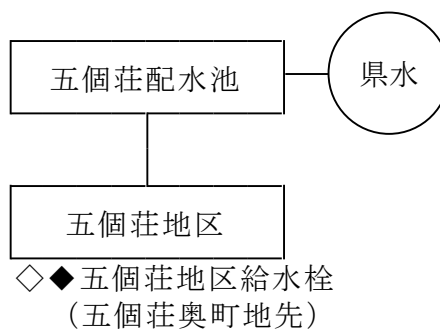 五個荘配水池
県水
五個荘地区
◇◆五個荘地区給水栓
（五個荘奥町地先）